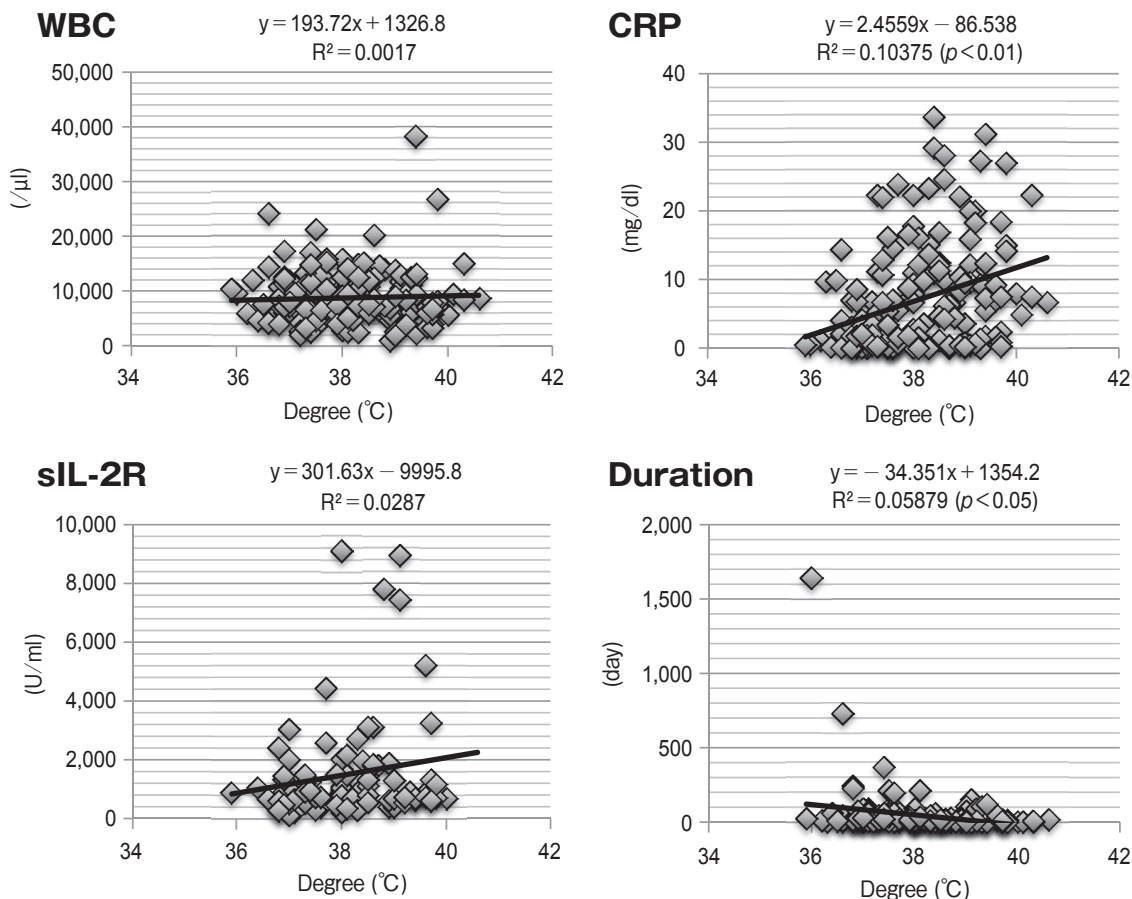 WBC
y = 193.72x + 1326.8
R² = 0.0017
50,000
40,000
30,000
20,000
10,000
0
(/μl)
34
36
38
40
42
Degree (℃)
CRP
y = 2.4559x − 86.538
R² = 0.10375 (p < 0.01)
40
30
20
10
0
(mg/dl)
34
36
38
40
42
Degree (℃)
sIL-2R
y = 301.63x − 9995.8
R² = 0.0287
10,000
8,000
6,000
4,000
2,000
0
(U/ml)
34
36
38
40
42
Degree (℃)
Duration
y = − 34.351x + 1354.2
R² = 0.05879 (p < 0.05)
2,000
1,500
1,000
500
0
(day)
34
36
38
40
42
Degree (℃)